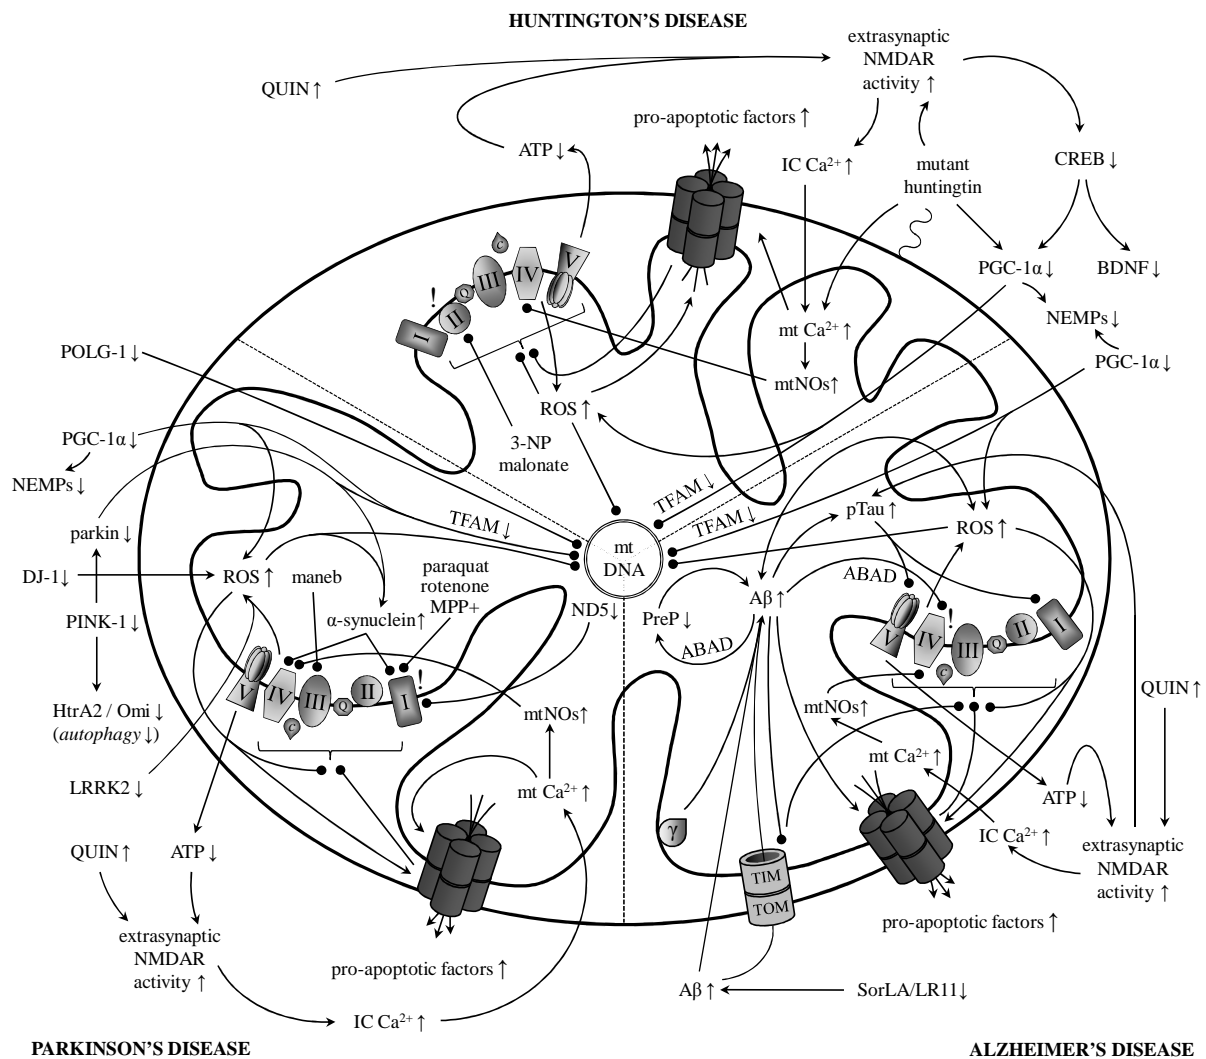 HUNTINGTON'S DISEASE
extrasynaptic
NMDAR
activity ↑
QUIN ↑
pro-apoptotic factors ↑
ATP ↓
IC Ca²⁺ ↑
mutant
huntingtin
CREB ↓
PGC-1α ↓
BDNF ↓
NEMPs ↓
PGC-1α ↓
c
V
IV
III
Q
II
I
!
mt Ca²⁺ ↑
mtNOs ↑
ROS ↑
3-NP
malonate
POLG-1 ↓
PGC-1α ↓
NEMPs ↓
parkin ↓
DJ-1 ↓
PINK-1 ↓
HtrA2 / Omi ↓
(autophagy ↓)
LRRK2 ↓
TFAM ↓
TFAM ↓
TFAM ↓
mt
DNA
ROS ↑
maneb
paraquat
rotenone
MPP+
α-synuclein ↑
ND5 ↓
V
IV
III
Q
II
I
!
c
mtNOs ↑
mt Ca²⁺ ↑
QUIN ↑
ATP ↓
extrasynaptic
NMDAR
activity ↑
pro-apoptotic factors ↑
IC Ca²⁺ ↑
PARKINSON'S DISEASE
pTau ↑
ROS ↑
ABAD
Aβ ↑
PreP ↓
ABAD
V
IV
!
III
Q
II
I
c
mtNOs ↑
mt Ca²⁺ ↑
QUIN ↑
ATP ↓
IC Ca²⁺ ↑
extrasynaptic
NMDAR
activity ↑
γ
TIM
TOM
pro-apoptotic factors ↑
Aβ ↑
SorLA/LR11 ↓
ALZHEIMER'S DISEASE